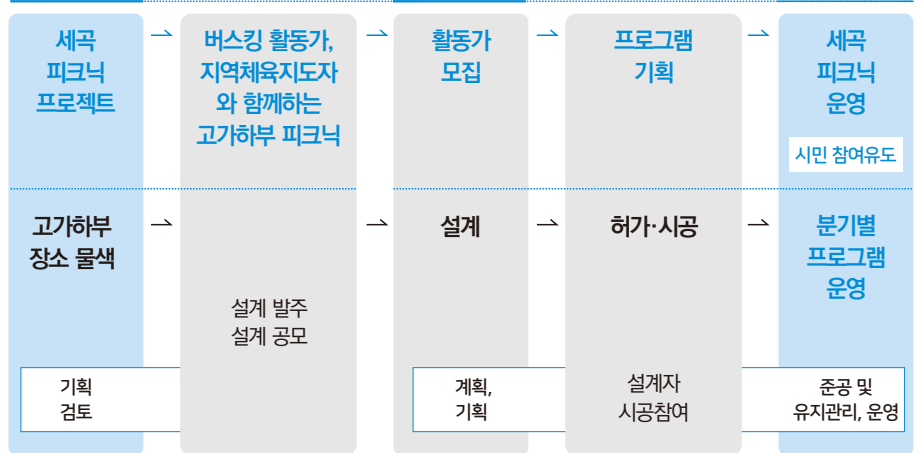 세곡
피크닉
프로젝트
→
버스킹 활동가,
지역체육지도자
와 함께하는
고가하부 피크닉
→
활동가
모집
→
프로그램
기획
→
세곡
피크닉
운영
시민 참여유도
고가하부
장소 물색
→
설계 발주
설계 공모
→
설계
→
허가·시공
→
분기별
프로그램
운영
기획
검토
계획,
기획
설계자
시공참여
준공 및
유지관리, 운영